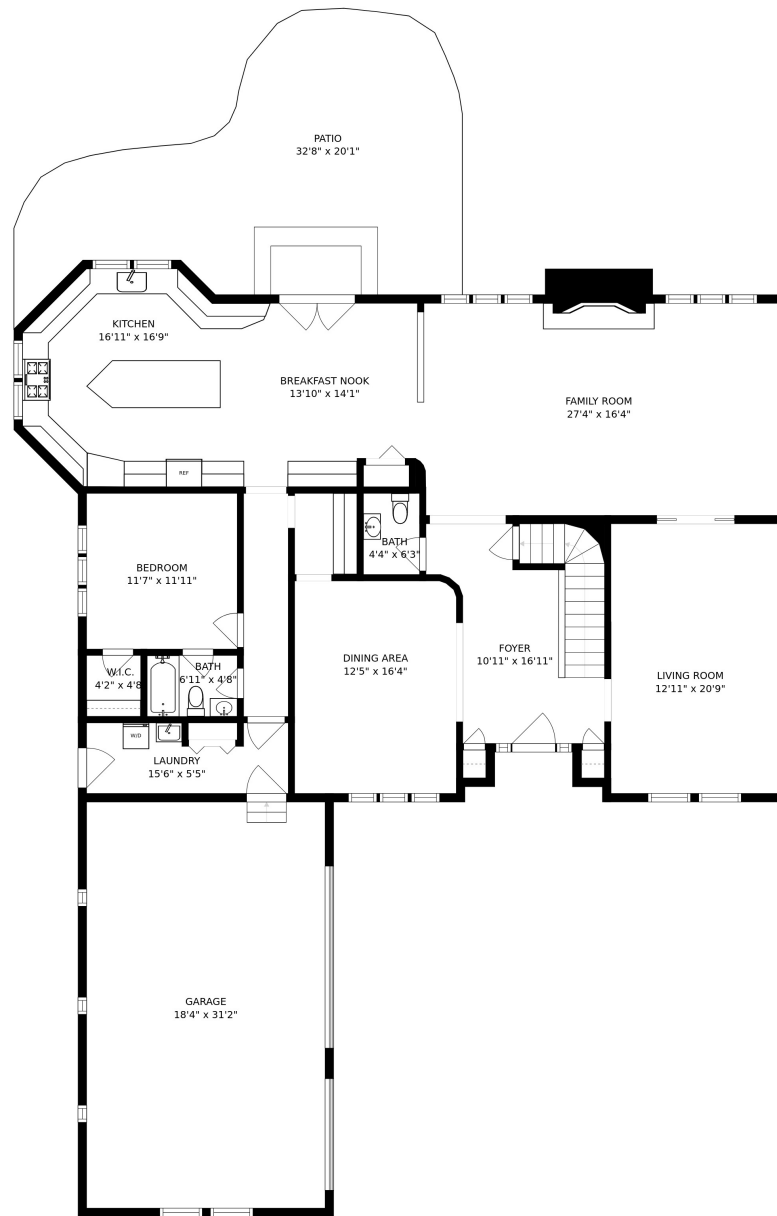 PATIO
32'8" x 20'1"
KITCHEN
16'11" x 16'9"
BREAKFAST NOOK
13'10" x 14'1"
FAMILY ROOM
27'4" x 16'4"
REF
BATH
4'4" x 6'3"
BEDROOM
11'7" x 11'11"
FOYER
10'11" x 16'11"
DINING AREA
12'5" x 16'4"
LIVING ROOM
12'11" x 20'9"
W.I.C.
4'2" x 4'8
BATH
6'11" x 4'8"
W/D
LAUNDRY
15'6" x 5'5"
GARAGE
18'4" x 31'2"